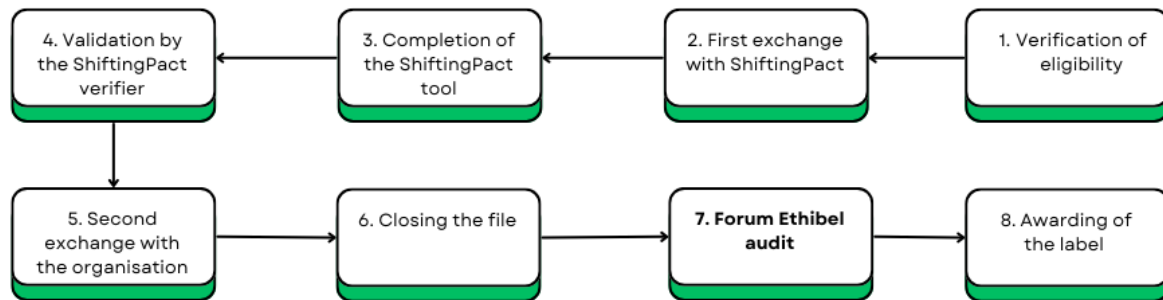 1. Verification of
eligibility
2. First exchange
with ShiftingPact
3. Completion of
the ShiftingPact
tool
4. Validation by
the ShiftingPact
verifier
5. Second
exchange with
the organisation
6. Closing the file
7. Forum Ethibel
audit
8. Awarding of
the label